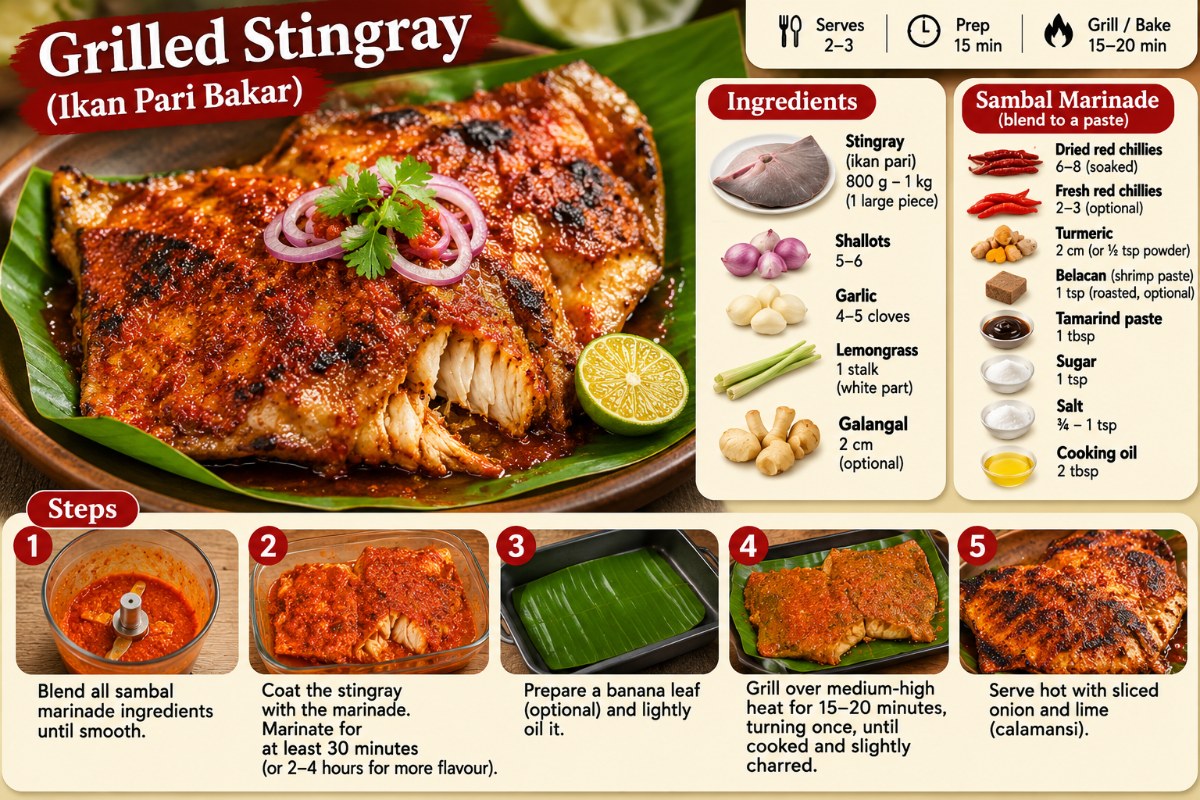 Grilled Stingray
(Ikan Pari Bakar)
Serves
2–3
Prep
15 min
Grill / Bake
15–20 min
Ingredients
Stingray
(ikan pari)
800 g – 1 kg
(1 large piece)
Shallots
5–6
Garlic
4–5 cloves
Lemongrass
1 stalk
(white part)
Galangal
2 cm
(optional)
Sambal Marinade
(blend to a paste)
Dried red chillies
6–8 (soaked)
Fresh red chillies
2–3 (optional)
Turmeric
2 cm (or ½ tsp powder)
Belacan (shrimp paste)
1 tsp (roasted, optional)
Tamarind paste
1 tbsp
Sugar
1 tsp
Salt
¾ – 1 tsp
Cooking oil
2 tbsp
Steps
1
Blend all sambal
marinade ingredients
until smooth.
2
Coat the stingray
with the marinade.
Marinate for
at least 30 minutes
(or 2–4 hours for more flavour).
3
Prepare a banana leaf
(optional) and lightly
oil it.
4
Grill over medium-high
heat for 15–20 minutes,
turning once, until
cooked and slightly
charred.
5
Serve hot with sliced
onion and lime
(calamansi).